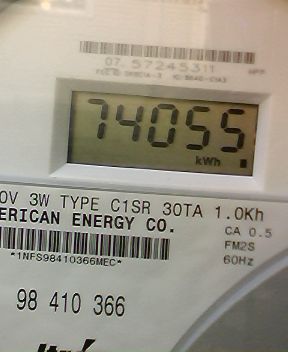 07 57245311
74055
kWh
0V 3W TYPE C1SR 30TA 1.0Kh
ERICAN ENERGY CO.
CA 0.5
FM2S
*1NFS98410366MEC*
60Hz
98 410 366